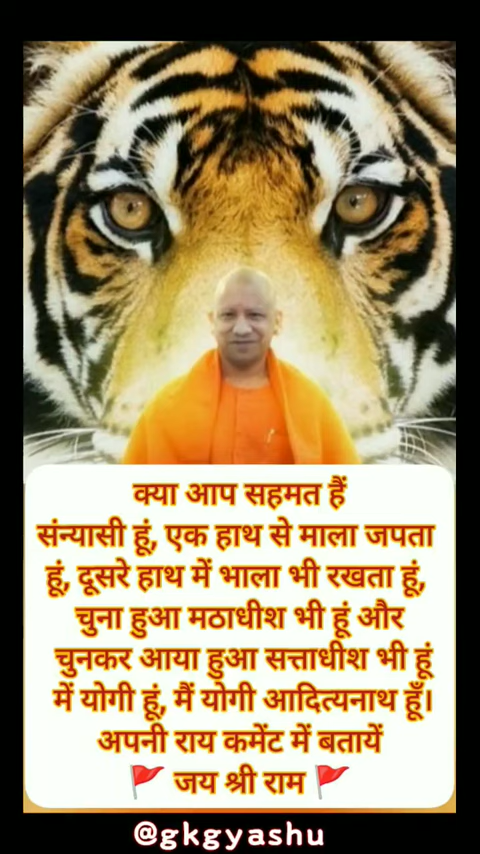 क्या आप सहमत हैं
संन्यासी हूं, एक हाथ से माला जपता
हूं, दूसरे हाथ में भाला भी रखता हूं,
चुना हुआ मठाधीश भी हूं और
चुनकर आया हुआ सत्ताधीश भी हूं
में योगी हूं, मैं योगी आदित्यनाथ हूँ।
अपनी राय कमेंट में बतायें
🚩 जय श्री राम 🚩
@gkgyashu